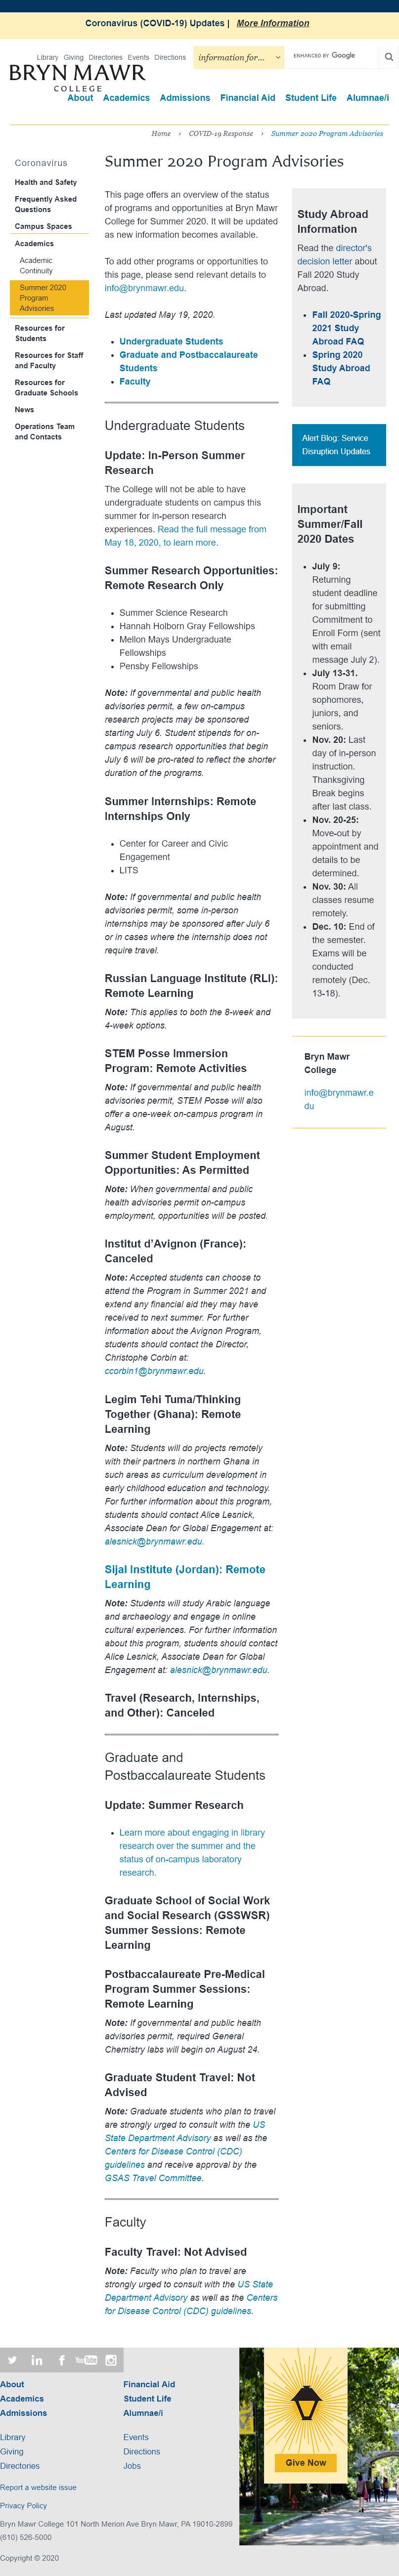 Coronavirus (COVID-19) Updates | More Information
Library Giving Directories Events Directions
information for...
ENHANCED BY Google
BRYN MAWR
COLLEGE
About Academics Admissions Financial Aid Student Life Alumnae/i
Home › COVID-19 Response › Summer 2020 Program Advisories
Coronavirus
Health and Safety
Frequently Asked
Questions
Campus Spaces
Academics
Academic
Continuity
Summer 2020
Program
Advisories
Resources for
Students
Resources for Staff
and Faculty
Resources for
Graduate Schools
News
Operations Team
and Contacts
Summer 2020 Program Advisories
This page offers an overview of the status
of programs and opportunities at Bryn Mawr
College for Summer 2020. It will be updated
as new information becomes available.
To add other programs or opportunities to
this page, please send relevant details to
info@brynmawr.edu.
Last updated May 19, 2020.
Undergraduate Students
Graduate and Postbaccalaureate
Students
Faculty
Undergraduate Students
Update: In-Person Summer
Research
The College will not be able to have
undergraduate students on campus this
summer for in-person research
experiences. Read the full message from
May 18, 2020, to learn more.
Summer Research Opportunities:
Remote Research Only
Summer Science Research
Hannah Holborn Gray Fellowships
Mellon Mays Undergraduate
Fellowships
Pensby Fellowships
Note: If governmental and public health
advisories permit, a few on-campus
research projects may be sponsored
starting July 6. Student stipends for on-
campus research opportunities that begin
July 6 will be pro-rated to reflect the shorter
duration of the programs.
Summer Internships: Remote
Internships Only
Center for Career and Civic
Engagement
LITS
Note: If governmental and public health
advisories permit, some in-person
internships may be sponsored after July 6
or in cases where the internship does not
require travel.
Russian Language Institute (RLI):
Remote Learning
Note: This applies to both the 8-week and
4-week options.
STEM Posse Immersion
Program: Remote Activities
Note: If governmental and public health
advisories permit, STEM Posse will also
offer a one-week on-campus program in
August.
Summer Student Employment
Opportunities: As Permitted
Note: When governmental and public
health advisories permit on-campus
employment, opportunities will be posted.
Institut d'Avignon (France):
Canceled
Note: Accepted students can choose to
attend the Program in Summer 2021 and
extend any financial aid they may have
received to next summer. For further
information about the Avignon Program,
students should contact the Director,
Christophe Corbin at:
ccorbin1@brynmawr.edu.
Legim Tehi Tuma/Thinking
Together (Ghana): Remote
Learning
Note: Students will do projects remotely
with their partners in northern Ghana in
such areas as curriculum development in
early childhood education and technology.
For further information about this program,
students should contact Alice Lesnick,
Associate Dean for Global Engagement at:
alesnick@brynmawr.edu.
Sijal Institute (Jordan): Remote
Learning
Note: Students will study Arabic language
and archaeology and engage in online
cultural experiences. For further information
about this program, students should contact
Alice Lesnick, Associate Dean for Global
Engagement at: alesnick@brynmawr.edu.
Travel (Research, Internships,
and Other): Canceled
Graduate and
Postbaccalaureate Students
Update: Summer Research
Learn more about engaging in library
research over the summer and the
status of on-campus laboratory
research.
Graduate School of Social Work
and Social Research (GSSWSR)
Summer Sessions: Remote
Learning
Postbaccalaureate Pre-Medical
Program Summer Sessions:
Remote Learning
Note: If governmental and public health
advisories permit, required General
Chemistry labs will begin on August 24.
Graduate Student Travel: Not
Advised
Note: Graduate students who plan to travel
are strongly urged to consult with the US
State Department Advisory as well as the
Centers for Disease Control (CDC)
guidelines and receive approval by the
GSAS Travel Committee.
Faculty
Faculty Travel: Not Advised
Note: Faculty who plan to travel are
strongly urged to consult with the US State
Department Advisory as well as the Centers
for Disease Control (CDC) guidelines.
Study Abroad
Information
Read the director's
decision letter about
Fall 2020 Study
Abroad.
Fall 2020-Spring
2021 Study
Abroad FAQ
Spring 2020
Study Abroad
FAQ
Alert Blog: Service
Disruption Updates
Important
Summer/Fall
2020 Dates
July 9:
Returning
student deadline
for submitting
Commitment to
Enroll Form (sent
with email
message July 2).
July 13-31.
Room Draw for
sophomores,
juniors, and
seniors.
Nov. 20: Last
day of in-person
instruction.
Thanksgiving
Break begins
after last class.
Nov. 20-25:
Move-out by
appointment and
details to be
determined.
Nov. 30: All
classes resume
remotely.
Dec. 10: End of
the semester.
Exams will be
conducted
remotely (Dec.
13-18).
Bryn Mawr
College
info@brynmawr.e
du
You Tube
About
Academics
Admissions
Financial Aid
Student Life
Alumnae/i
Library
Giving
Directories
Events
Directions
Jobs
Report a website issue
Privacy Policy
Bryn Mawr College 101 North Merion Ave Bryn Mawr, PA 19010-2899
(610) 526-5000
Copyright © 2020
Give Now